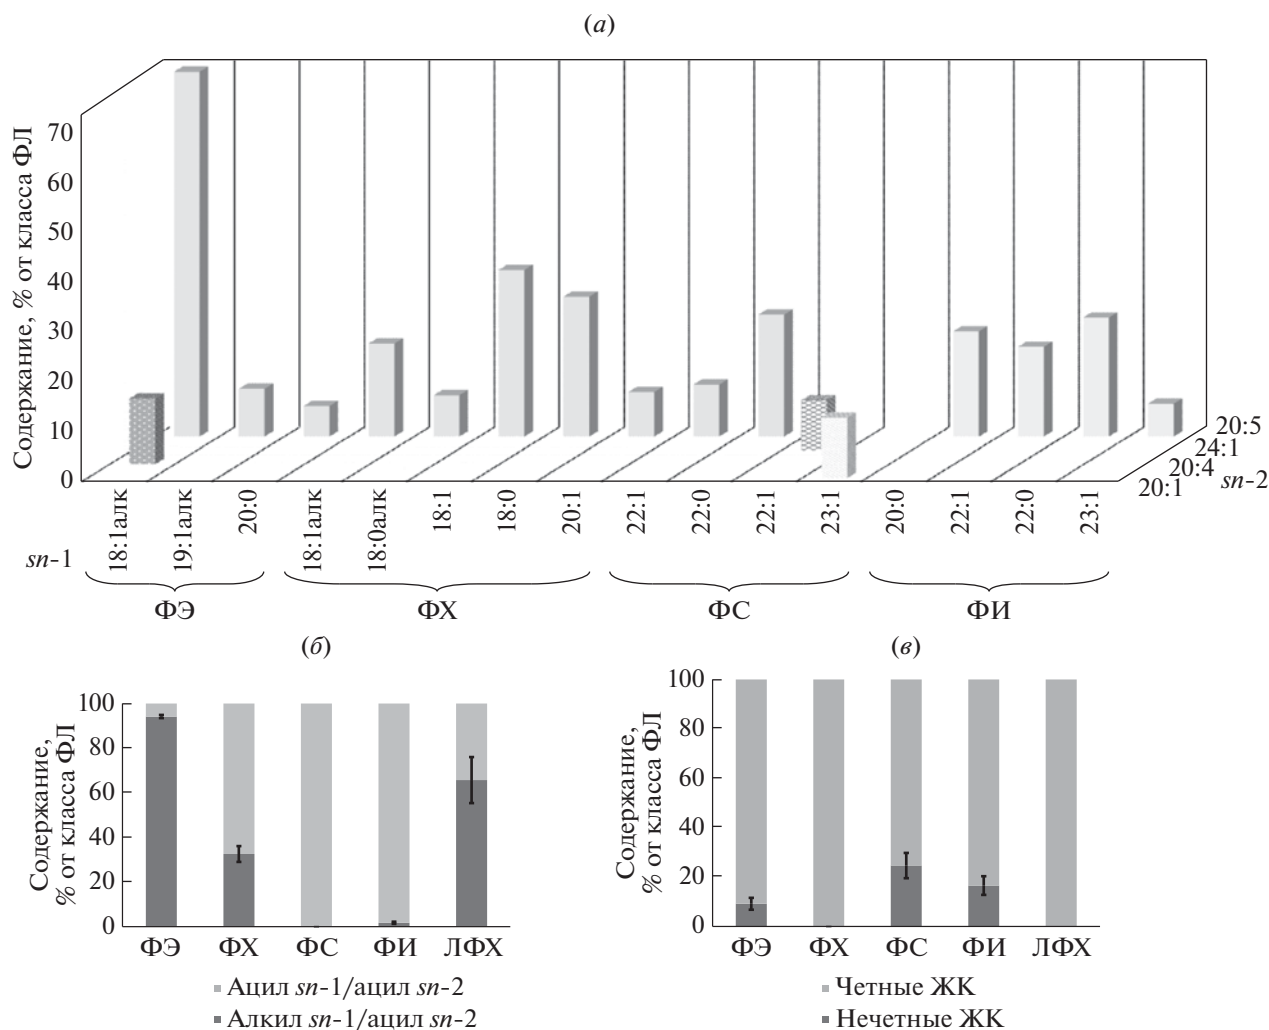 (а)
Содержание, % от класса ФЛ
70
60
50
40
30
20
10
0
20:5
24:1
20:4
20:1
sn-2
sn-1
18:1алк
19:1алк
20:0
18:1алк
18:0алк
18:1
18:0
20:1
22:1
22:0
22:1
23:1
20:0
22:1
22:0
23:1
ФЭ
ФХ
ФС
ФИ
(б)
Содержание,
% от класса ФЛ
100
80
60
40
20
0
ФЭ ФХ ФС ФИ ЛФХ
Ацил sn-1/ацил sn-2
Алкил sn-1/ацил sn-2
(в)
Содержание,
% от класса ФЛ
100
80
60
40
20
0
ФЭ ФХ ФС ФИ ЛФХ
Четные ЖК
Нечетные ЖК